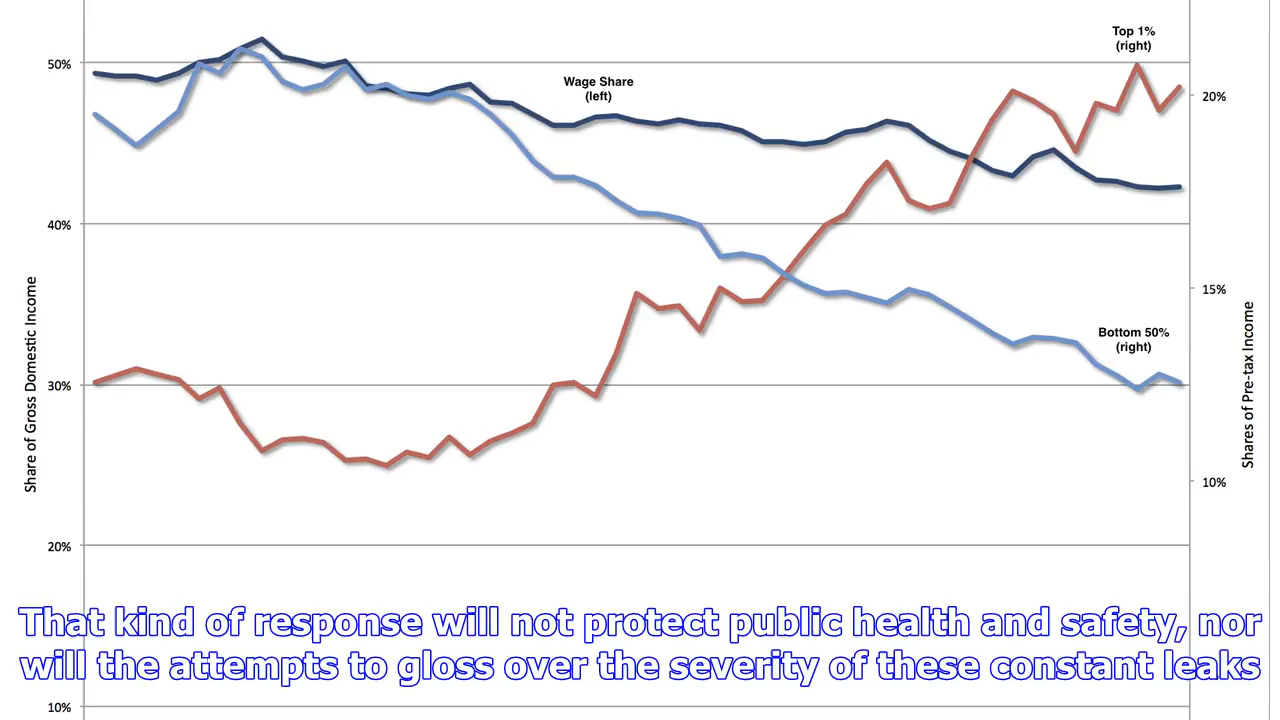 Top 1%
(right)
50%
Wage Share
(left)
20%
40%
15%
Bottom 50%
(right)
30%
Share of Gross Domestic Income
Shares of Pre-tax Income
10%
20%
That kind of response will not protect public health and safety, nor
will the attempts to gloss over the severity of these constant leaks
10%